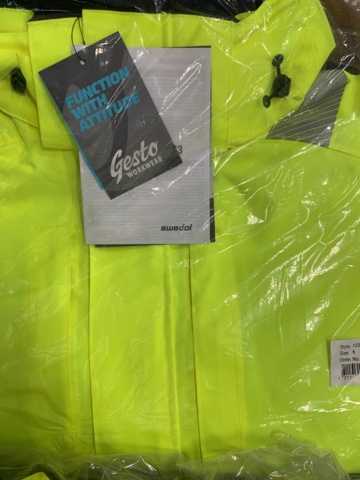 FUNCTION
WITH
ATTITUDE
Gesto
WORKWEAR
swedol
Style
Size
Order No.